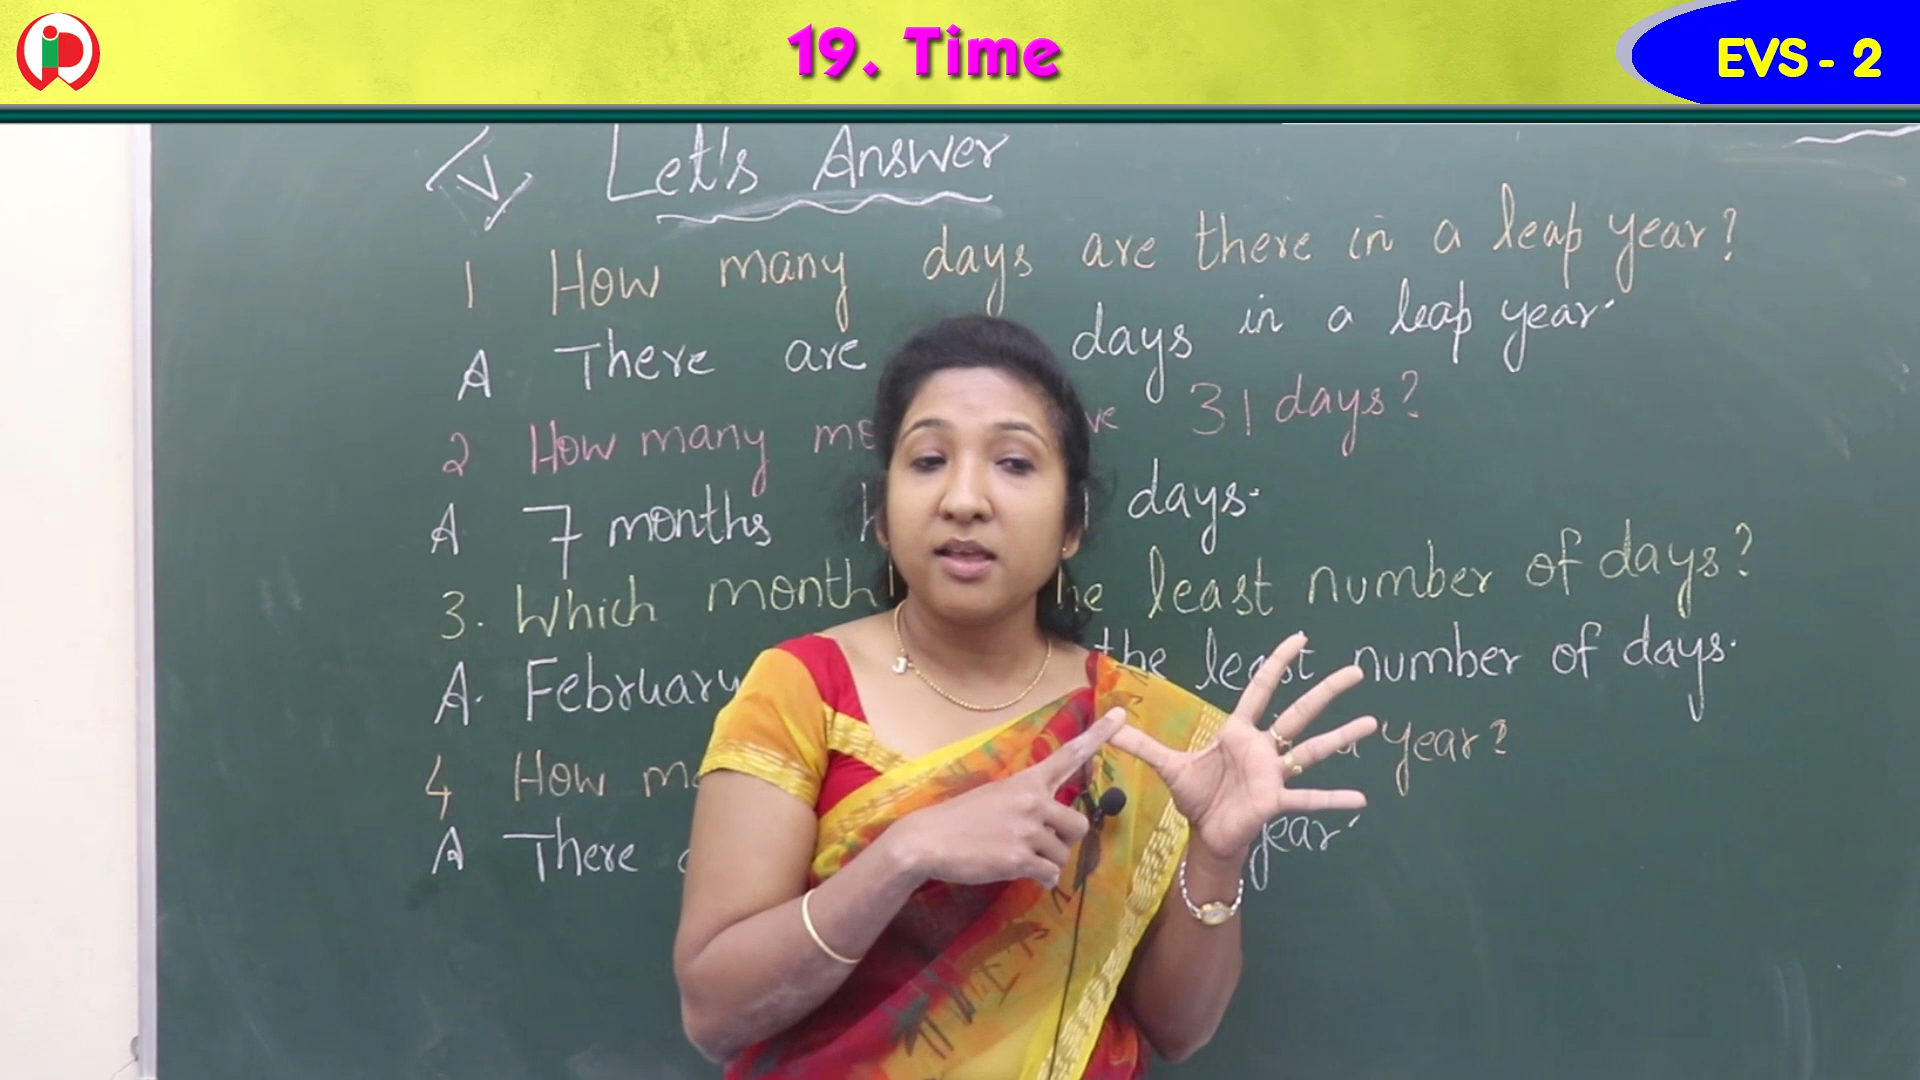 19. Time
EVS - 2
V Let's Answer
1 How many days are there in a leap year?
A There are days in a leap year.
2 How many 31 days?
A 7 months days.
3. Which month least number of days?
A. February the least number of days.
4 How year?
A There year.